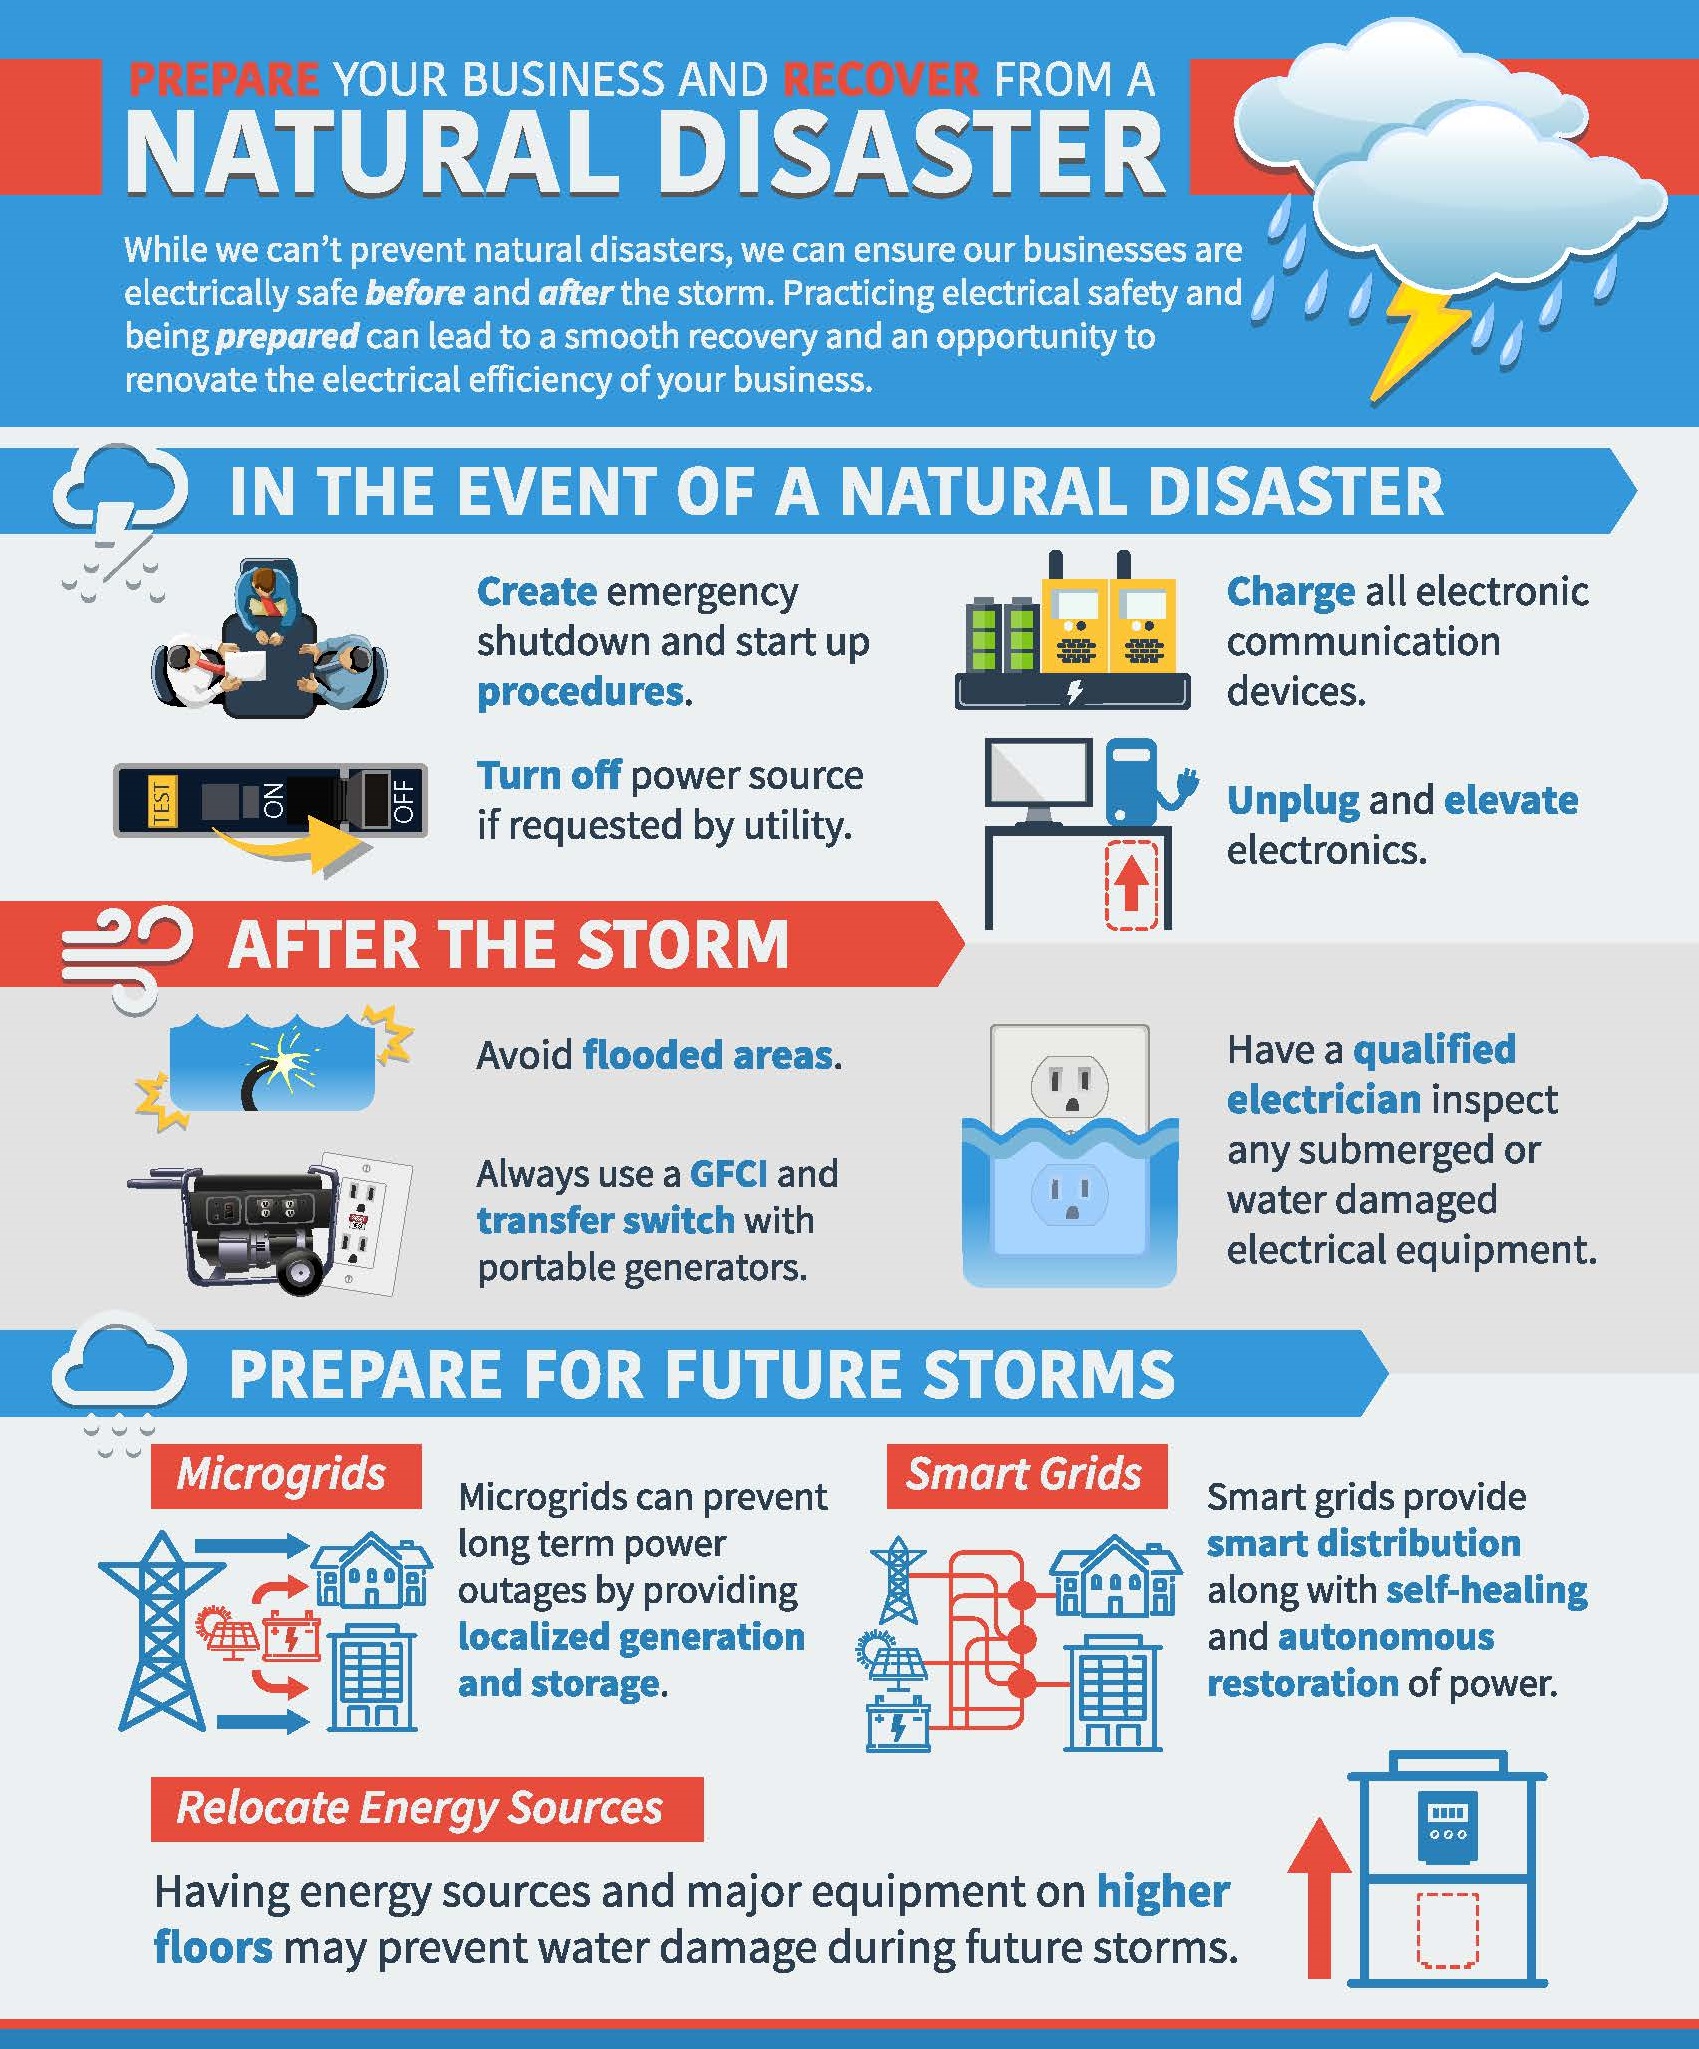 PREPARE YOUR BUSINESS AND RECOVER FROM A
NATURAL DISASTER
While we can't prevent natural disasters, we can ensure our businesses are
electrically safe before and after the storm. Practicing electrical safety and
being prepared can lead to a smooth recovery and an opportunity to
renovate the electrical efficiency of your business.
IN THE EVENT OF A NATURAL DISASTER
Create emergency
shutdown and start up
procedures.
Charge all electronic
communication
devices.
TEST
ON
OFF
Turn off power source
if requested by utility.
Unplug and elevate
electronics.
AFTER THE STORM
Avoid flooded areas.
Always use a GFCI and
transfer switch with
portable generators.
Have a qualified
electrician inspect
any submerged or
water damaged
electrical equipment.
PREPARE FOR FUTURE STORMS
Microgrids
Microgrids can prevent
long term power
outages by providing
localized generation
and storage.
Smart Grids
Smart grids provide
smart distribution
along with self-healing
and autonomous
restoration of power.
Relocate Energy Sources
Having energy sources and major equipment on higher
floors may prevent water damage during future storms.